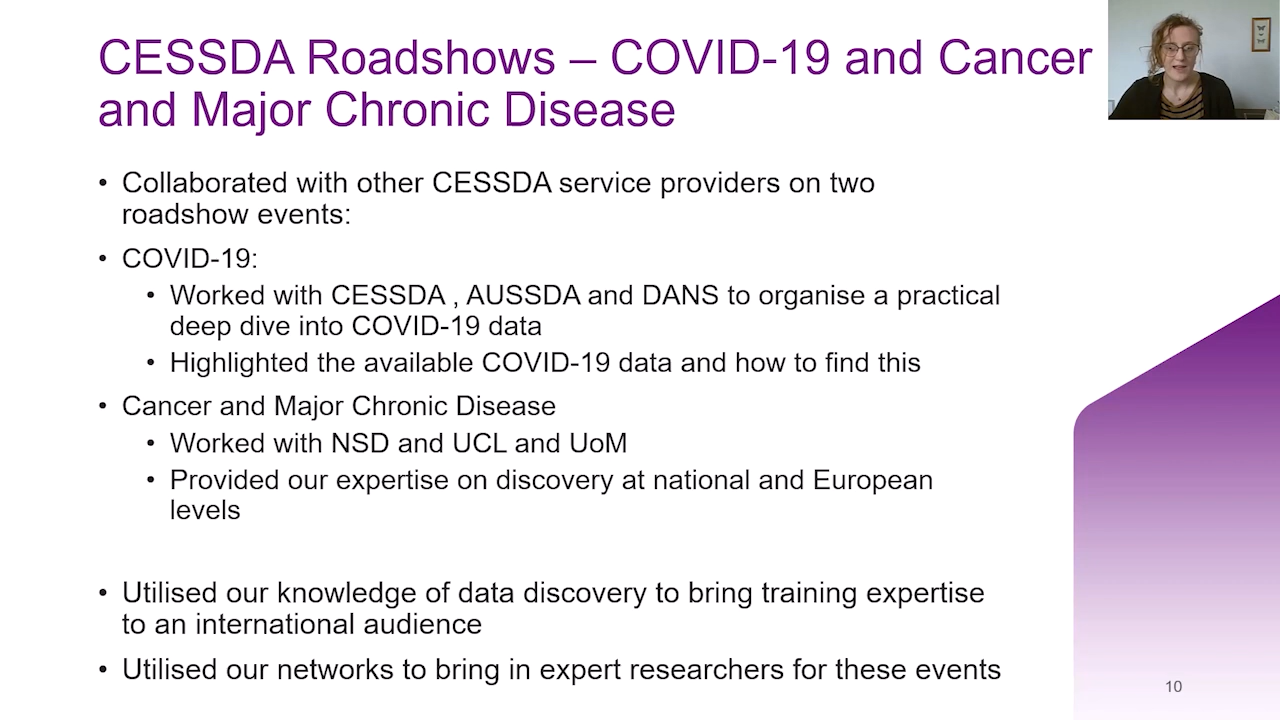 CESSDA Roadshows – COVID-19 and Cancer
and Major Chronic Disease
• Collaborated with other CESSDA service providers on two
roadshow events:
• COVID-19:
• Worked with CESSDA , AUSSDA and DANS to organise a practical
deep dive into COVID-19 data
• Highlighted the available COVID-19 data and how to find this
• Cancer and Major Chronic Disease
• Worked with NSD and UCL and UoM
• Provided our expertise on discovery at national and European
levels
• Utilised our knowledge of data discovery to bring training expertise
to an international audience
• Utilised our networks to bring in expert researchers for these events
10